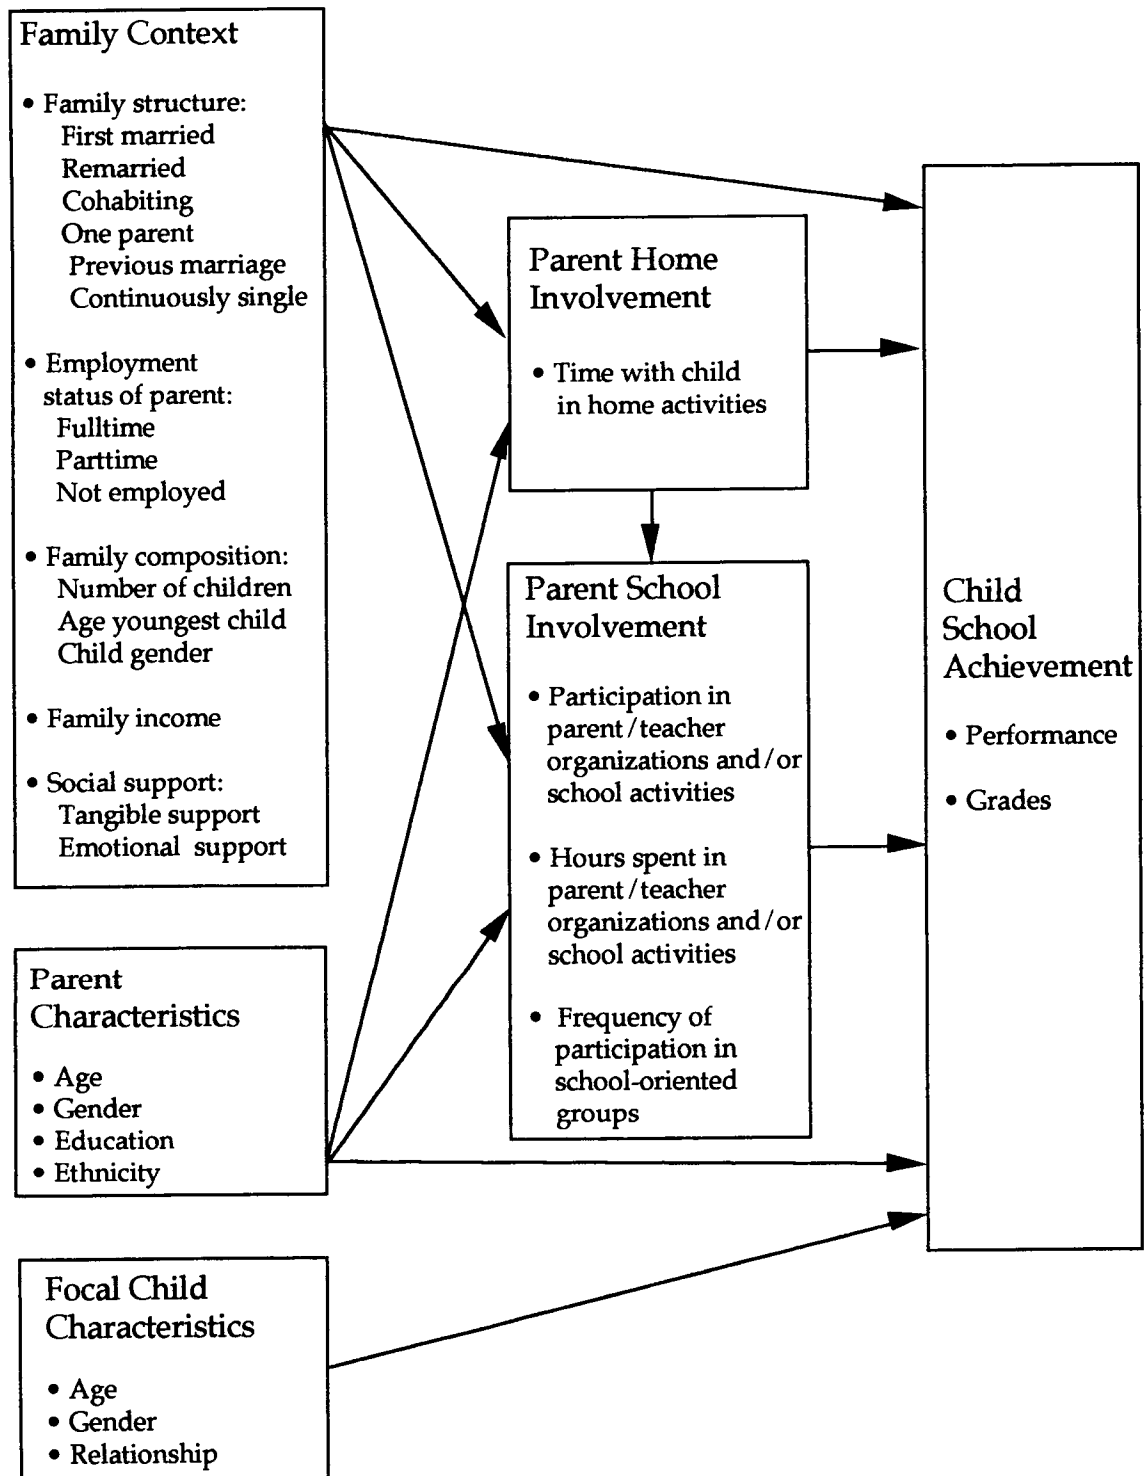 Family Context
• Family structure:
First married
Remarried
Cohabiting
One parent
Previous marriage
Continuously single
• Employment
status of parent:
Fulltime
Parttime
Not employed
• Family composition:
Number of children
Age youngest child
Child gender
• Family income
• Social support:
Tangible support
Emotional support
Parent Characteristics
• Age
• Gender
• Education
• Ethnicity
Focal Child
Characteristics
• Age
• Gender
• Relationship
Parent Home
Involvement
• Time with child
in home activities
Parent School
Involvement
• Participation in
parent/teacher
organizations and/or
school activities
• Hours spent in
parent/teacher
organizations and/or
school activities
• Frequency of
participation in
school-oriented
groups
Child
School
Achievement
• Performance
• Grades